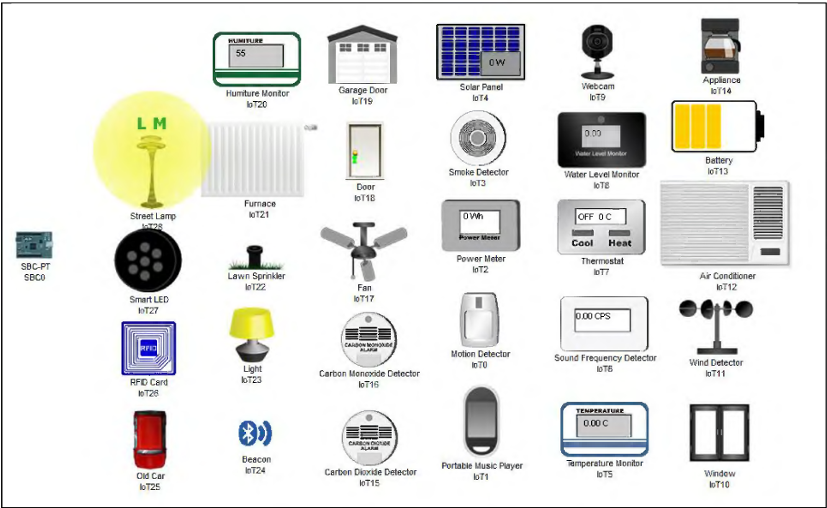 HUMITURE
55
Humiture Monitor
IoT20
Garage Door
IoT19
0 W
Solar Panel
IoT4
Webcam
IoT9
Appliance
IoT14
L M
Street Lamp
IoT28
Furnace
IoT21
Door
IoT18
Smoke Detector
IoT3
0.00
Water Level Monitor
Water Level Monitor
IoT8
Battery
IoT13
SBC-PT
SBC0
Smart LED
IoT27
Lawn Sprinkler
IoT22
Fan
IoT17
0 Wh
Power Meter
Power Meter
IoT2
OFF 0 C
Cool Heat
Thermostat
IoT7
Air Conditioner
IoT12
RFID
RFID Card
IoT26
Light
IoT23
CARBON MONOXIDE
ALARM
Carbon Monoxide Detector
IoT16
Motion Detector
IoT0
0.00 CPS
Sound Frequency Detector
IoT6
Wind Detector
IoT11
Old Car
IoT25
Beacon
IoT24
CARBON DIOXIDE
ALARM
Carbon Dioxide Detector
IoT15
Portable Music Player
IoT1
TEMPERATURE
0.00 C
Temperature Monitor
IoT5
Window
IoT10